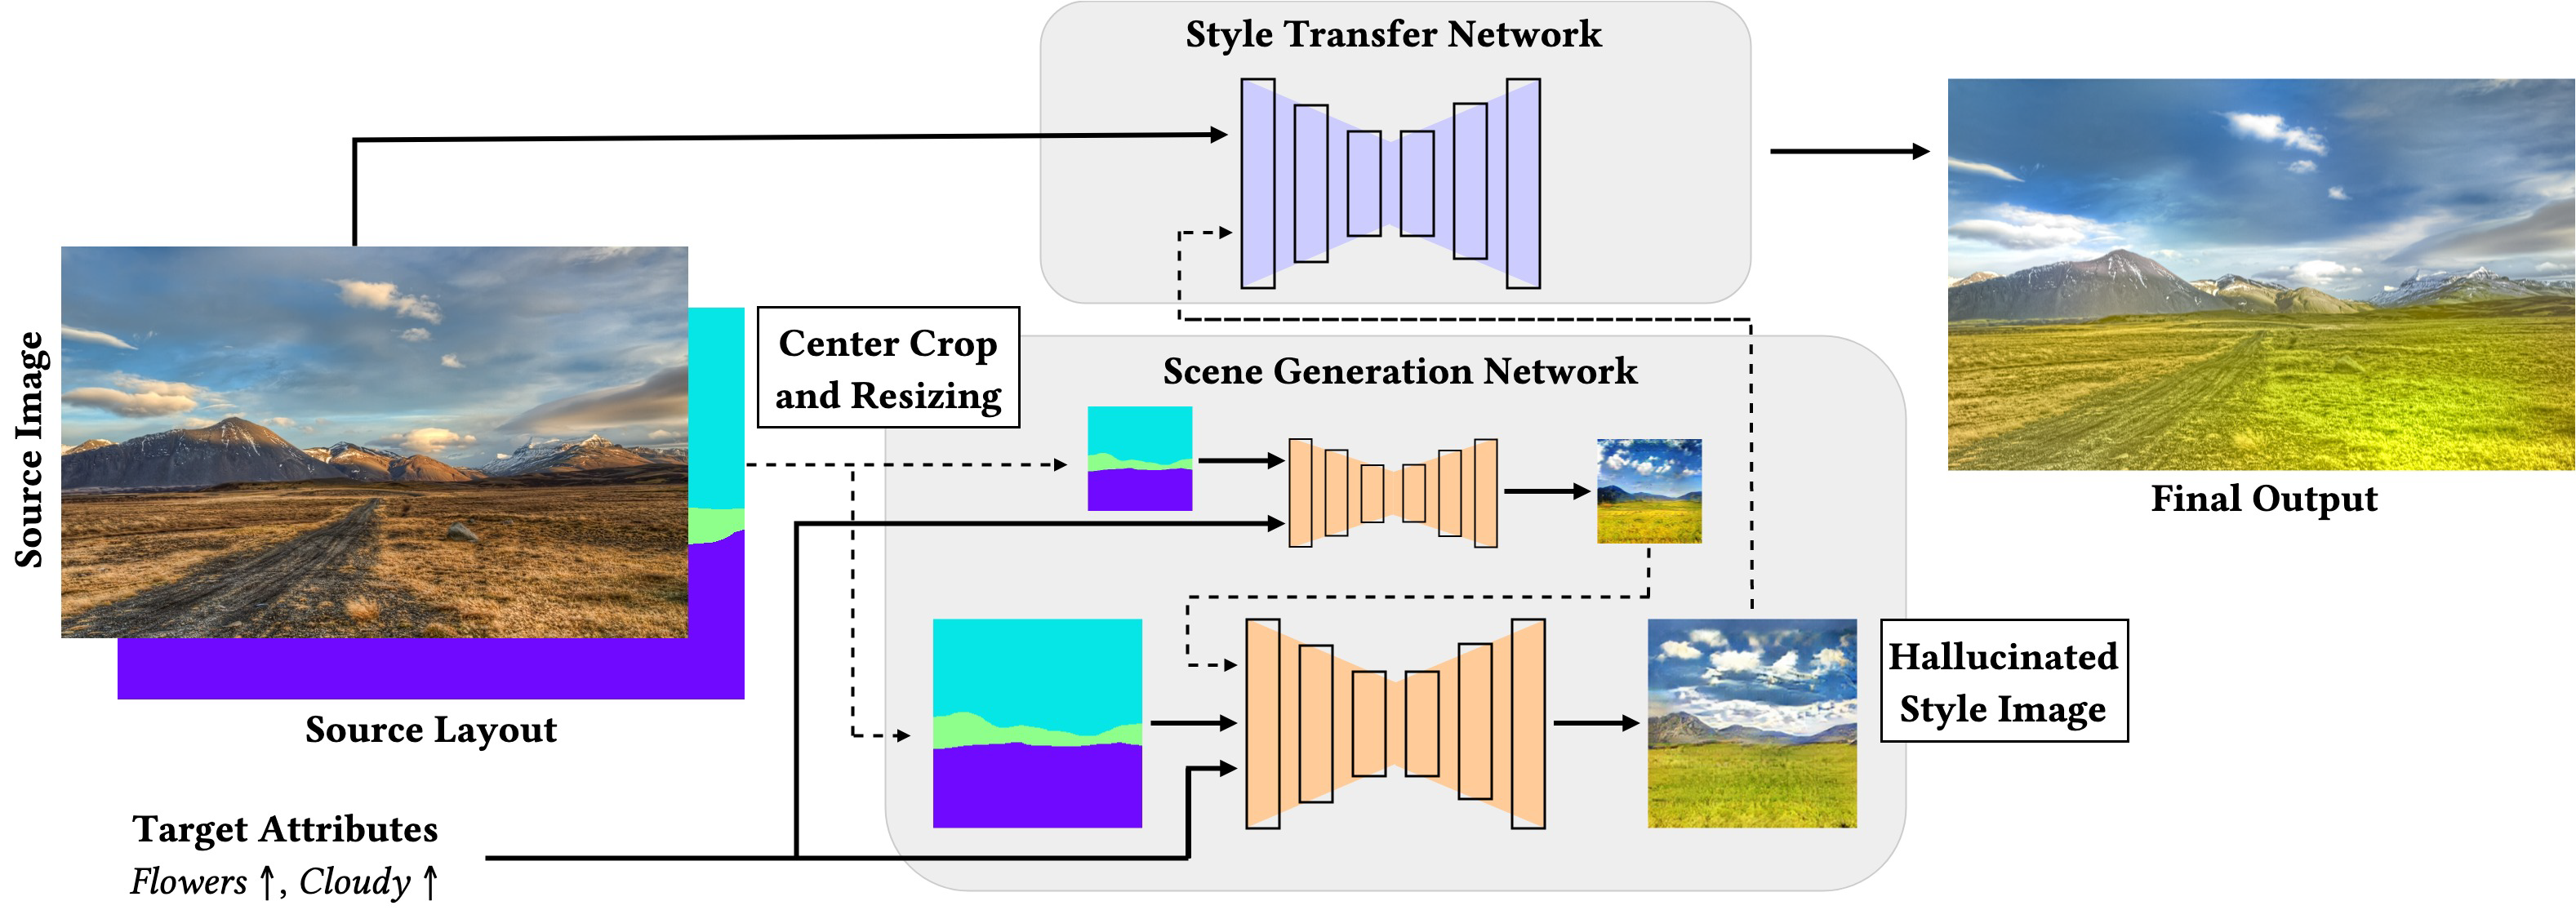 Style Transfer Network
Source Image
Center Crop
and Resizing
Scene Generation Network
Final Output
Hallucinated
Style Image
Source Layout
Target Attributes
Flowers ↑, Cloudy ↑